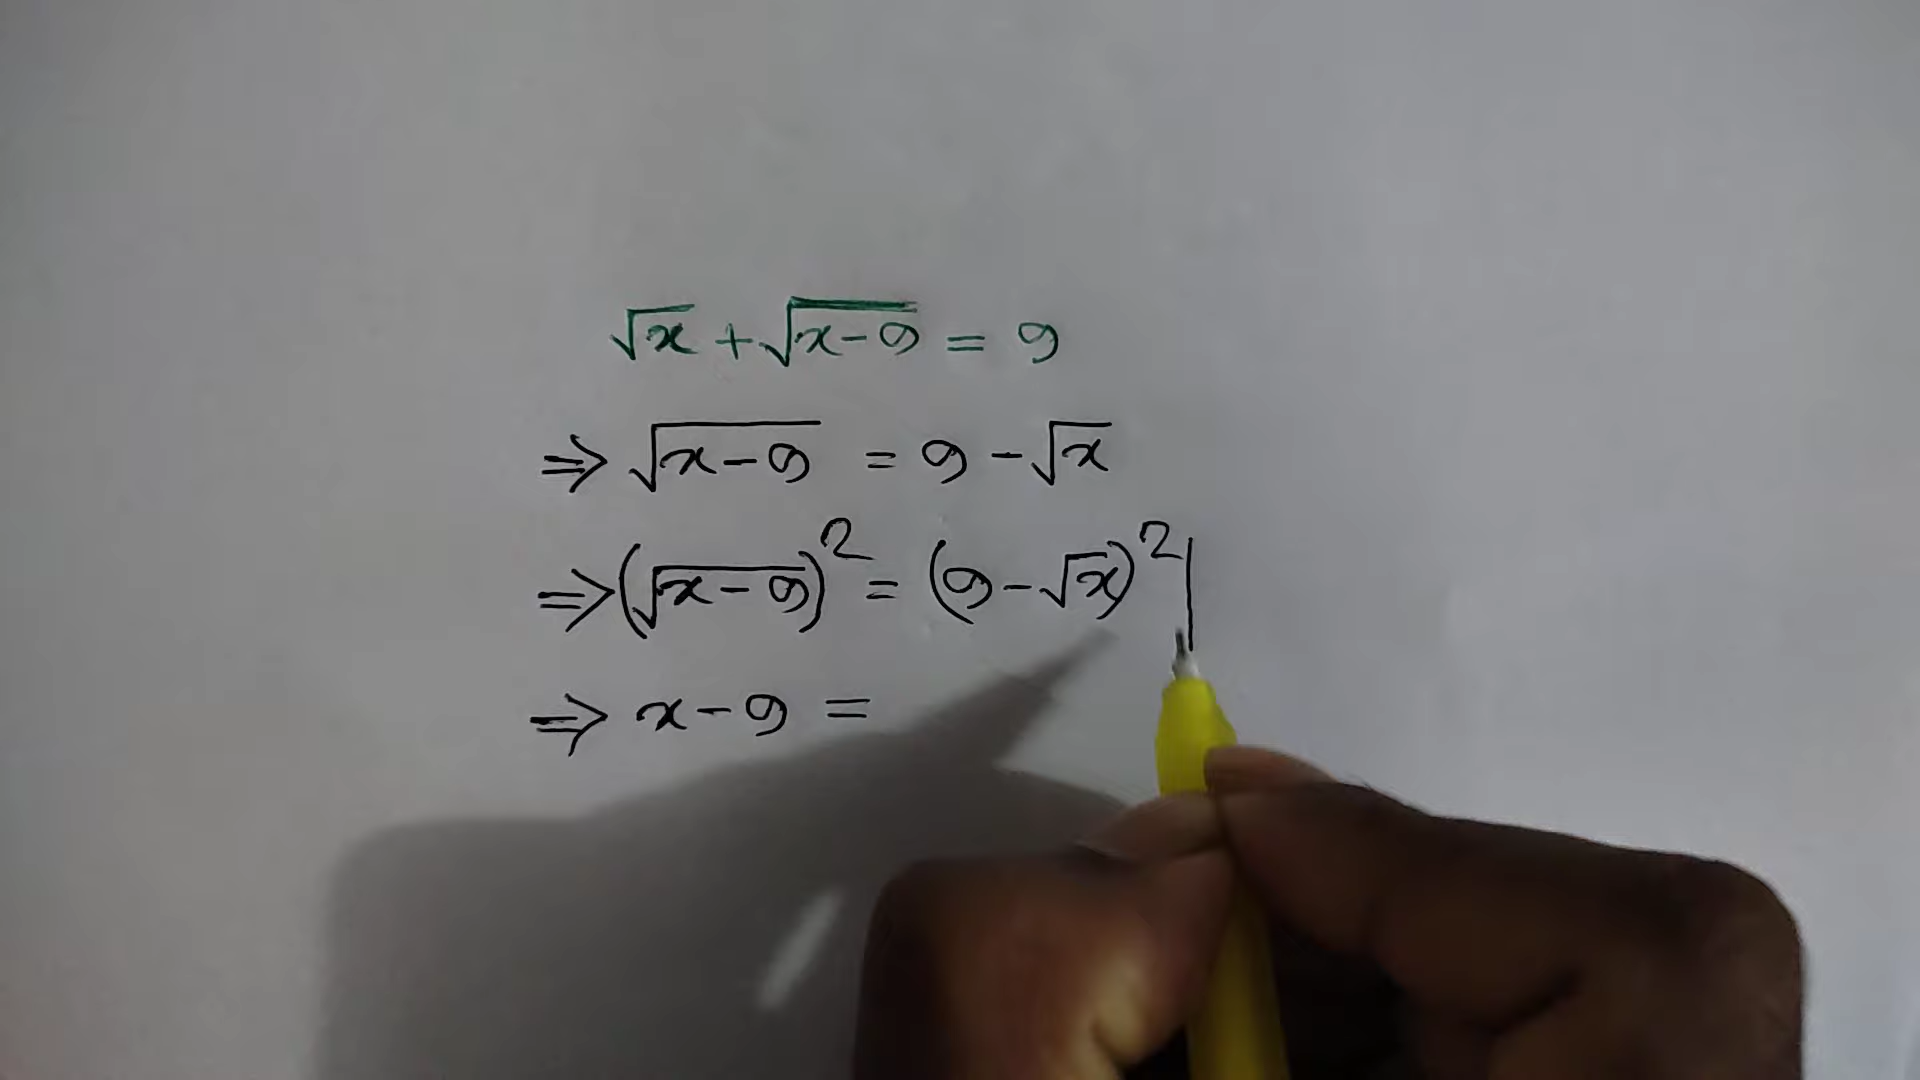 √x + √(x-9) = 9
⇒ √(x-9) = 9 - √x
⇒ (√(x-9))² = (9 - √x)² |
⇒ x - 9 =